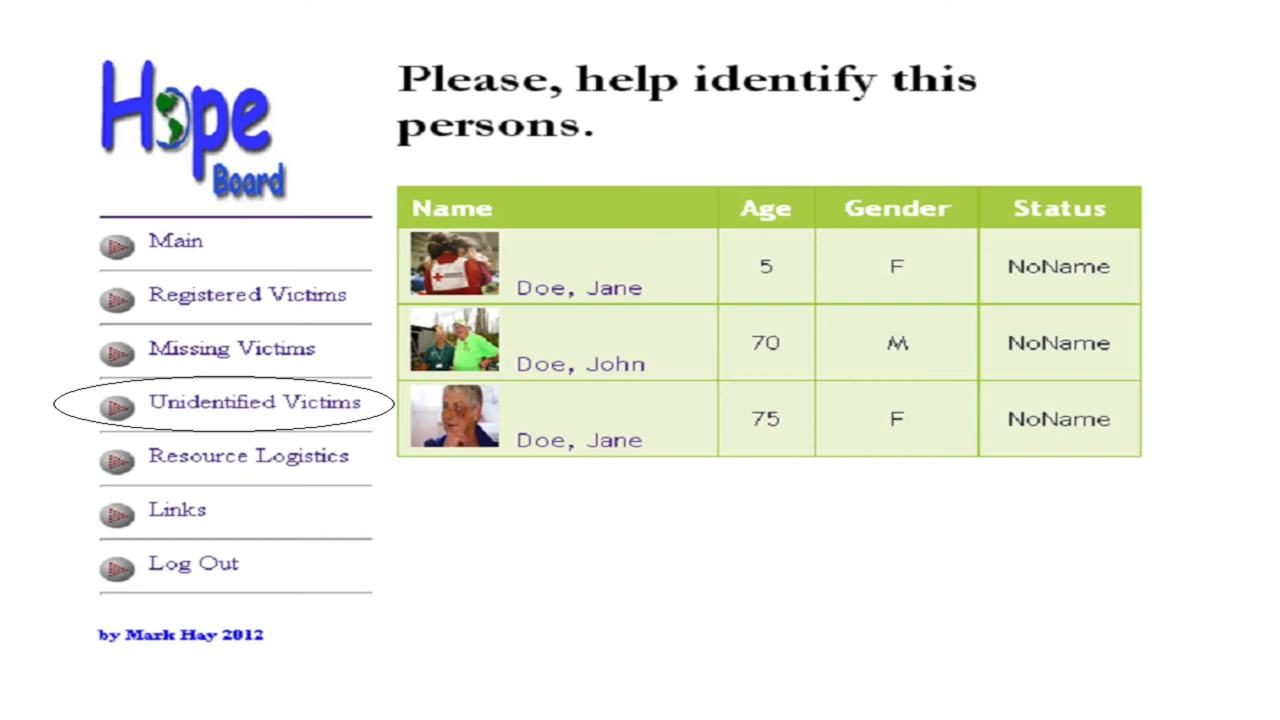 Hope
Board
Main
Registered Victims
Missing Victims
Unidentified Victims
Resource Logistics
Links
Log Out
by Mark Hay 2012
Please, help identify this
persons.
Name Age Gender Status
Doe, Jane 5 F NoName
Doe, John 70 M NoName
Doe, Jane 75 F NoName